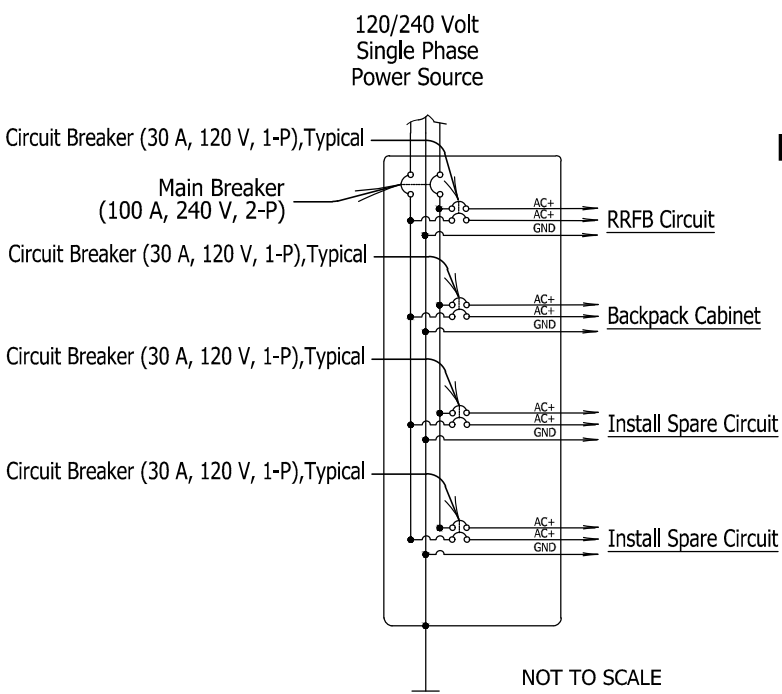 120/240 Volt
Single Phase
Power Source
Circuit Breaker (30 A, 120 V, 1-P),Typical
Main Breaker
(100 A, 240 V, 2-P)
AC+
AC+
GND
RRFB Circuit
Circuit Breaker (30 A, 120 V, 1-P),Typical
AC+
AC+
GND
Backpack Cabinet
Circuit Breaker (30 A, 120 V, 1-P),Typical
AC+
AC+
GND
Install Spare Circuit
Circuit Breaker (30 A, 120 V, 1-P),Typical
AC+
AC+
GND
Install Spare Circuit
NOT TO SCALE